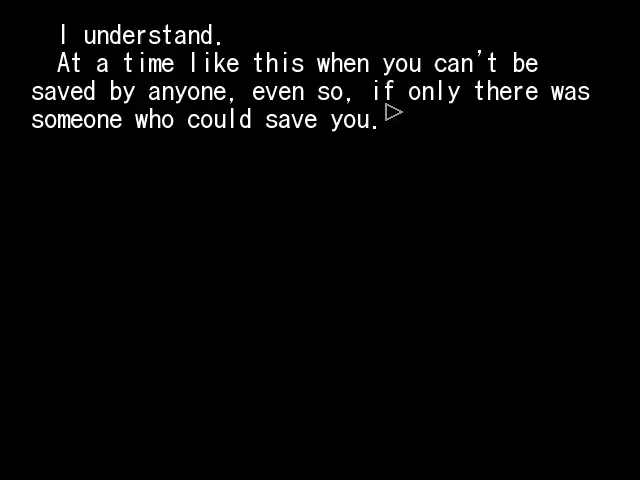 I understand.
At a time like this when you can't be
saved by anyone, even so, if only there was
someone who could save you.